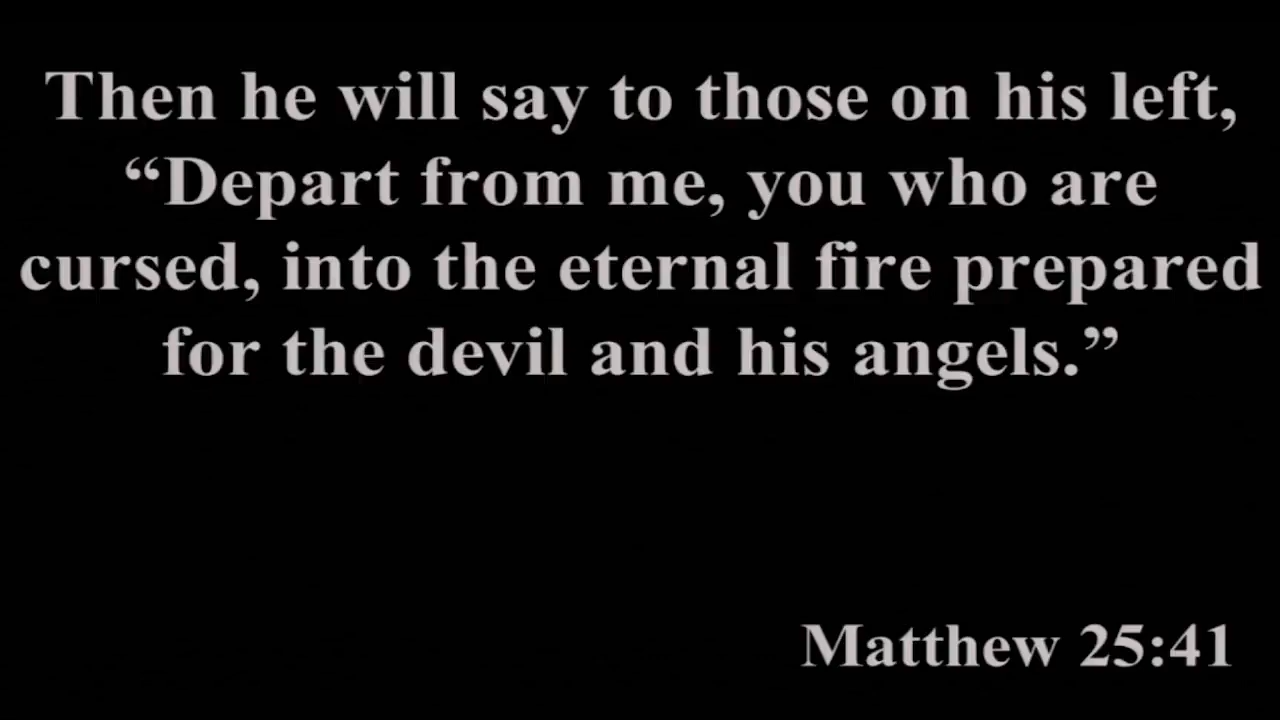 Then he will say to those on his left,
“Depart from me, you who are
cursed, into the eternal fire prepared
for the devil and his angels.”
Matthew 25:41